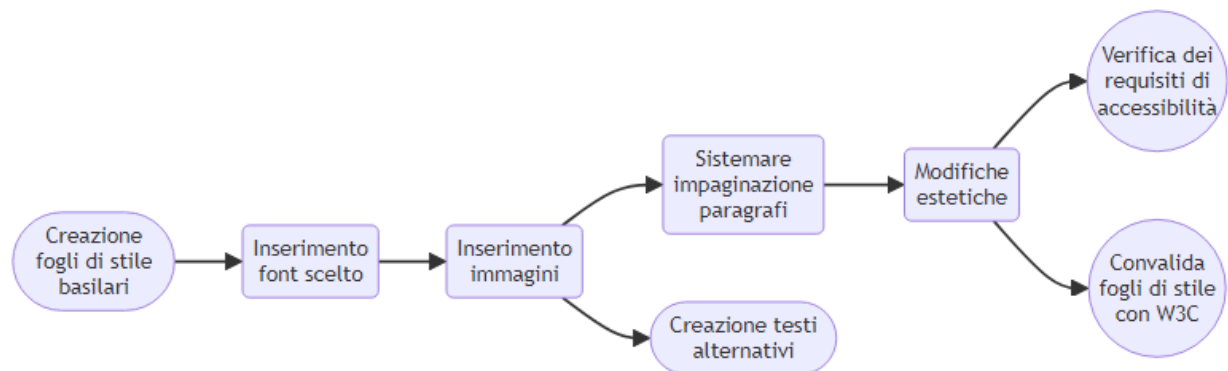 Creazione
fogli di stile
basilari
Inserimento
font scelto
Inserimento
immagini
Sistemare
impaginazione
paragrafi
Creazione testi
alternativi
Modifiche
estetiche
Verifica dei
requisiti di
accessibilità
Convalida
fogli di stile
con W3C